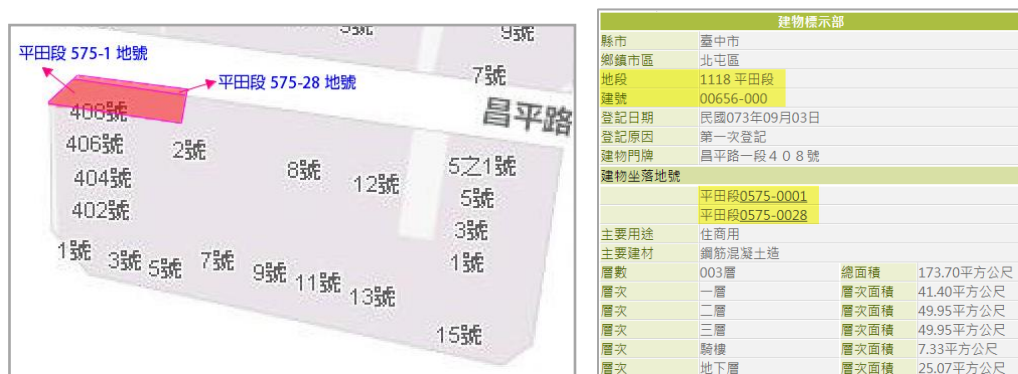 9號
平田段 575-1 地號
平田段 575-28 地號
7號
昌平路
408號
406號
2號
5之1號
8號
404號
12號
5號
402號
3號
1號
3號
5號
7號
9號
11號
13號
1號
15號
建物標示部
縣市 臺中市
鄉鎮市區 北屯區
地段 1118 平田段
建號 00656-000
登記日期 民國073年09月03日
登記原因 第一次登記
建物門牌 昌平路一段408號
建物坐落地號
平田段0575-0001
平田段0575-0028
主要用途 住商用
主要建材 鋼筋混凝土造
層數 003層 總面積 173.70平方公尺
層次 一層 層次面積 41.40平方公尺
層次 二層 層次面積 49.95平方公尺
層次 三層 層次面積 49.95平方公尺
層次 騎樓 層次面積 7.33平方公尺
層次 地下層 層次面積 25.07平方公尺